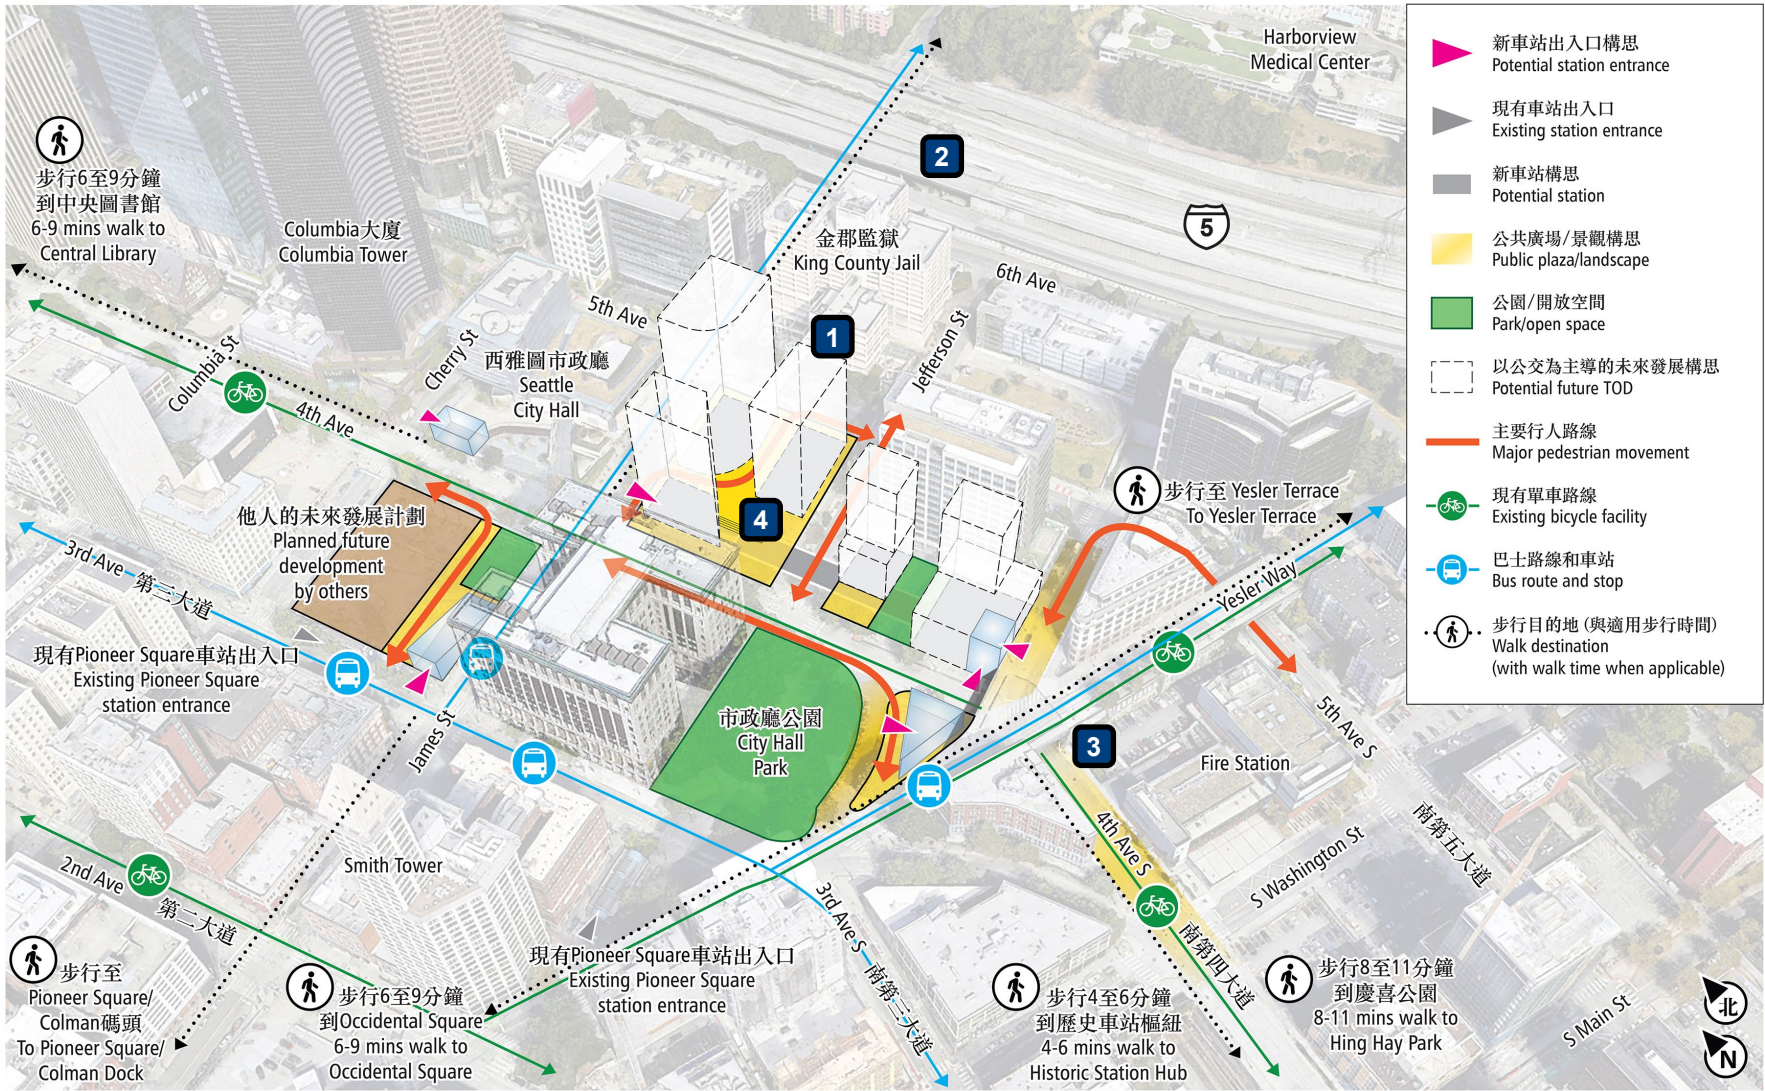 Harborview
Medical Center
步行6至9分鐘
到中央圖書館
6-9 mins walk to
Central Library
Columbia大廈
Columbia Tower
2
5
金郡監獄
King County Jail
6th Ave
5th Ave
1
Jefferson St
Cherry St
西雅圖市政廳
Seattle
City Hall
Columbia St
4th Ave
步行至 Yesler Terrace
To Yesler Terrace
4
他人的未來發展計劃
Planned future
development
by others
3rd Ave 第三大道
Yesler Way
現有Pioneer Square車站出入口
Existing Pioneer Square
station entrance
James St
市政廳公園
City Hall
Park
3
Fire Station
5th Ave S
南第五大道
4th Ave S
南第四大道
S Washington St
Smith Tower
2nd Ave
第二大道
3rd Ave S
南第三大道
現有Pioneer Square車站出入口
Existing Pioneer Square
station entrance
步行至
Pioneer Square/
Colman碼頭
To Pioneer Square/
Colman Dock
步行6至9分鐘
到Occidental Square
6-9 mins walk to
Occidental Square
步行4至6分鐘
到歷史車站樞紐
4-6 mins walk to
Historic Station Hub
步行8至11分鐘
到慶喜公園
8-11 mins walk to
Hing Hay Park
S Main St
北
N
新車站出入口構思
Potential station entrance
現有車站出入口
Existing station entrance
新車站構思
Potential station
公共廣場/景觀構思
Public plaza/landscape
公園/開放空間
Park/open space
以公交為主導的未來發展構思
Potential future TOD
主要行人路線
Major pedestrian movement
現有單車路線
Existing bicycle facility
巴士路線和車站
Bus route and stop
步行目的地 (與適用步行時間)
Walk destination
(with walk time when applicable)